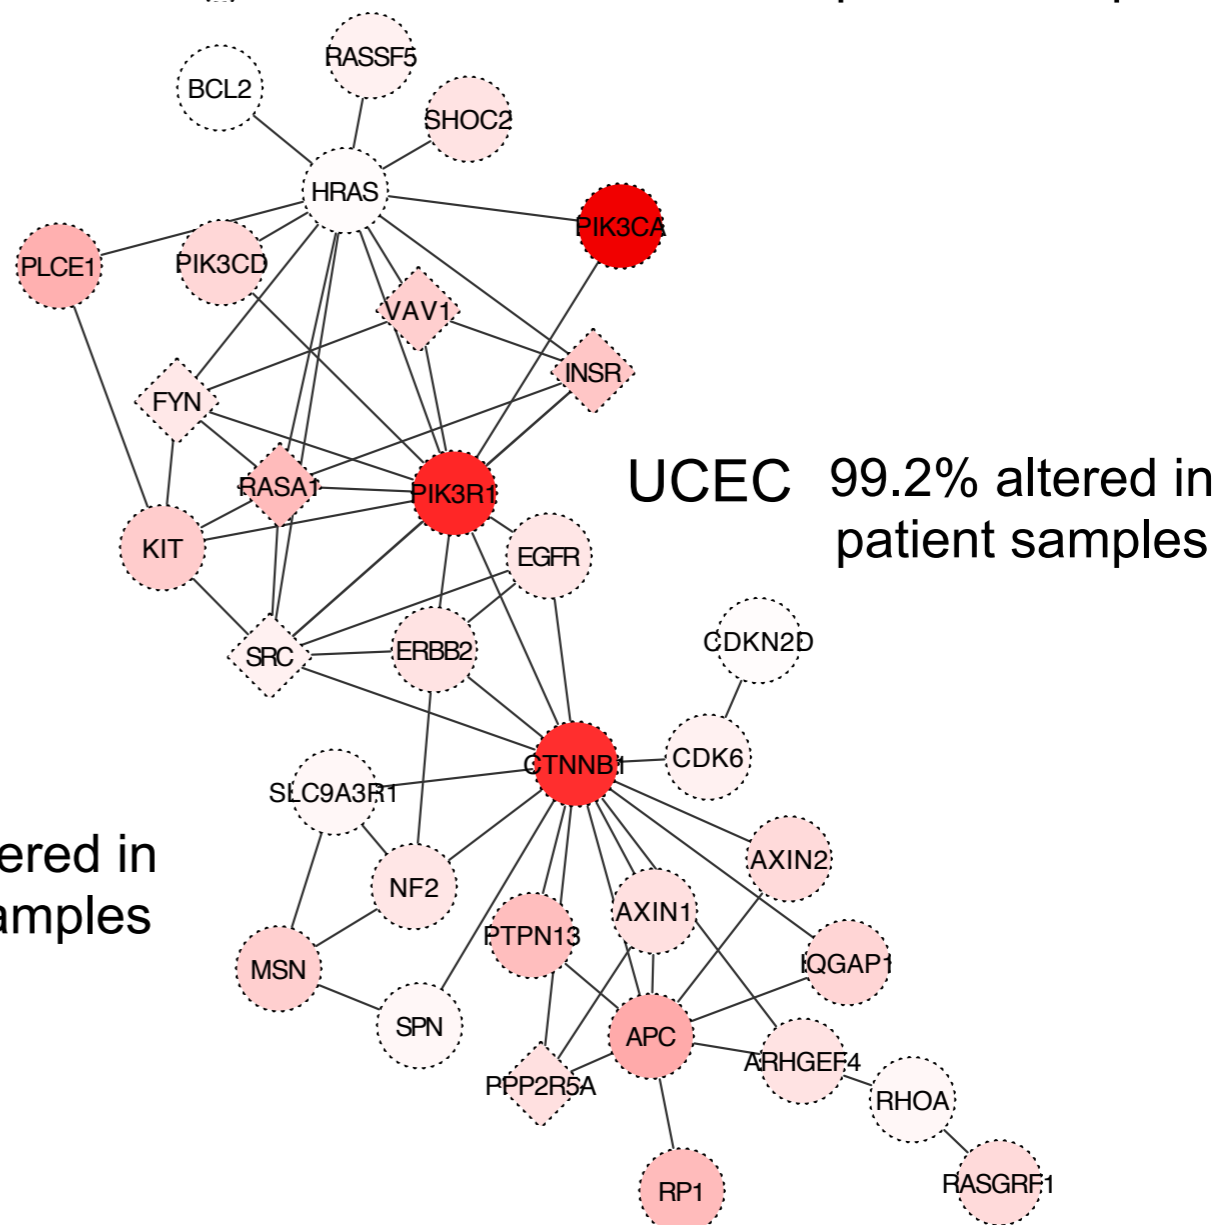 RASSF5
BCL2
SHOC2
HRAS
PIK3CA
PLCE1
PIK3CD
VAV1
INSR
FYN
RASA1
PIK3R1
UCEC 99.2% altered in
patient samples
KIT
EGFR
SRC
ERBB2
CDKN2D
CTNNB1
CDK6
SLC9A3R1
ered in
amples
AXIN2
NF2
AXIN1
PTPN13
IQGAP1
MSN
SPN
APC
ARHGEF4
PPP2R5A
RHOA
RP1
RASGRF1